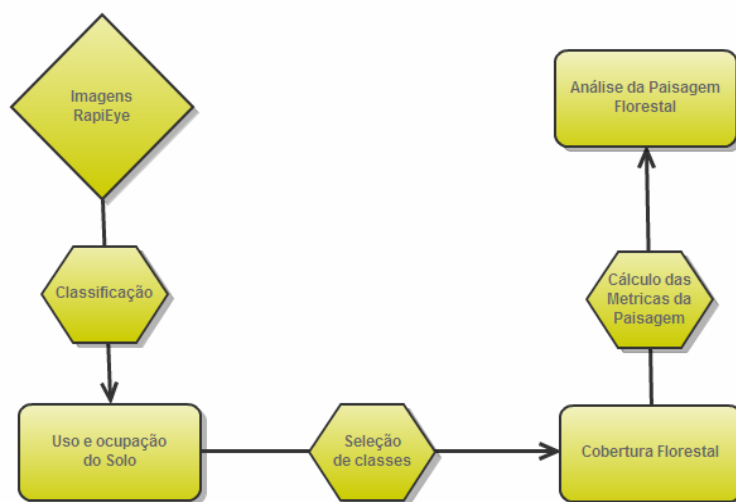 Imagens
RapiEye
Classificação
Uso e ocupação
do Solo
Seleção
de classes
Cobertura Florestal
Cálculo das
Metricas da
Paisagem
Análise da Paisagem
Florestal